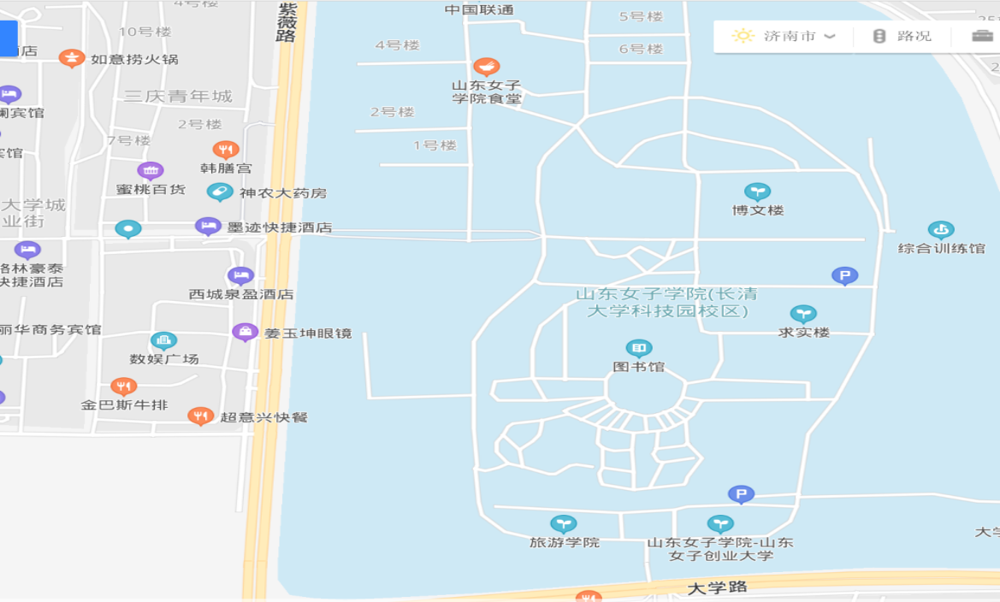 4号楼
紫薇路
中国联通
5号楼
10号楼
济南市
路况
4号楼
6号楼
如意捞火锅
山东女子
学院食堂
三庆青年城
2号楼
宾馆
2号楼
1号楼
7号楼
韩膳宫
宾馆
蜜桃百货
神农大药房
大学城
业街
博文楼
墨迹快捷酒店
综合训练馆
格林豪泰
快捷酒店
西城泉盈酒店
山东女子学院(长清
大学科技园校区)
丽华商务宾馆
姜玉坤眼镜
求实楼
数娱广场
图书馆
金巴斯牛排
超意兴快餐
旅游学院
山东女子学院-山东
女子创业大学
大学路